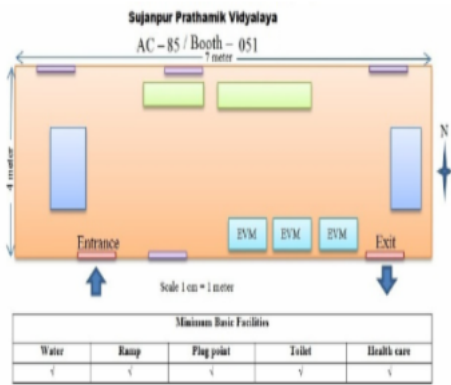 Sujanpur Prathamik Vidyalaya
AC – 85 / Booth – 051
7 meter
4 meter
N
EVM EVM EVM
Entrance Exit
Scale 1 cm = 1 meter
Minimum Basic Facilities
Water Ramp Plug point Toilet Health care
√ √ √ √ √